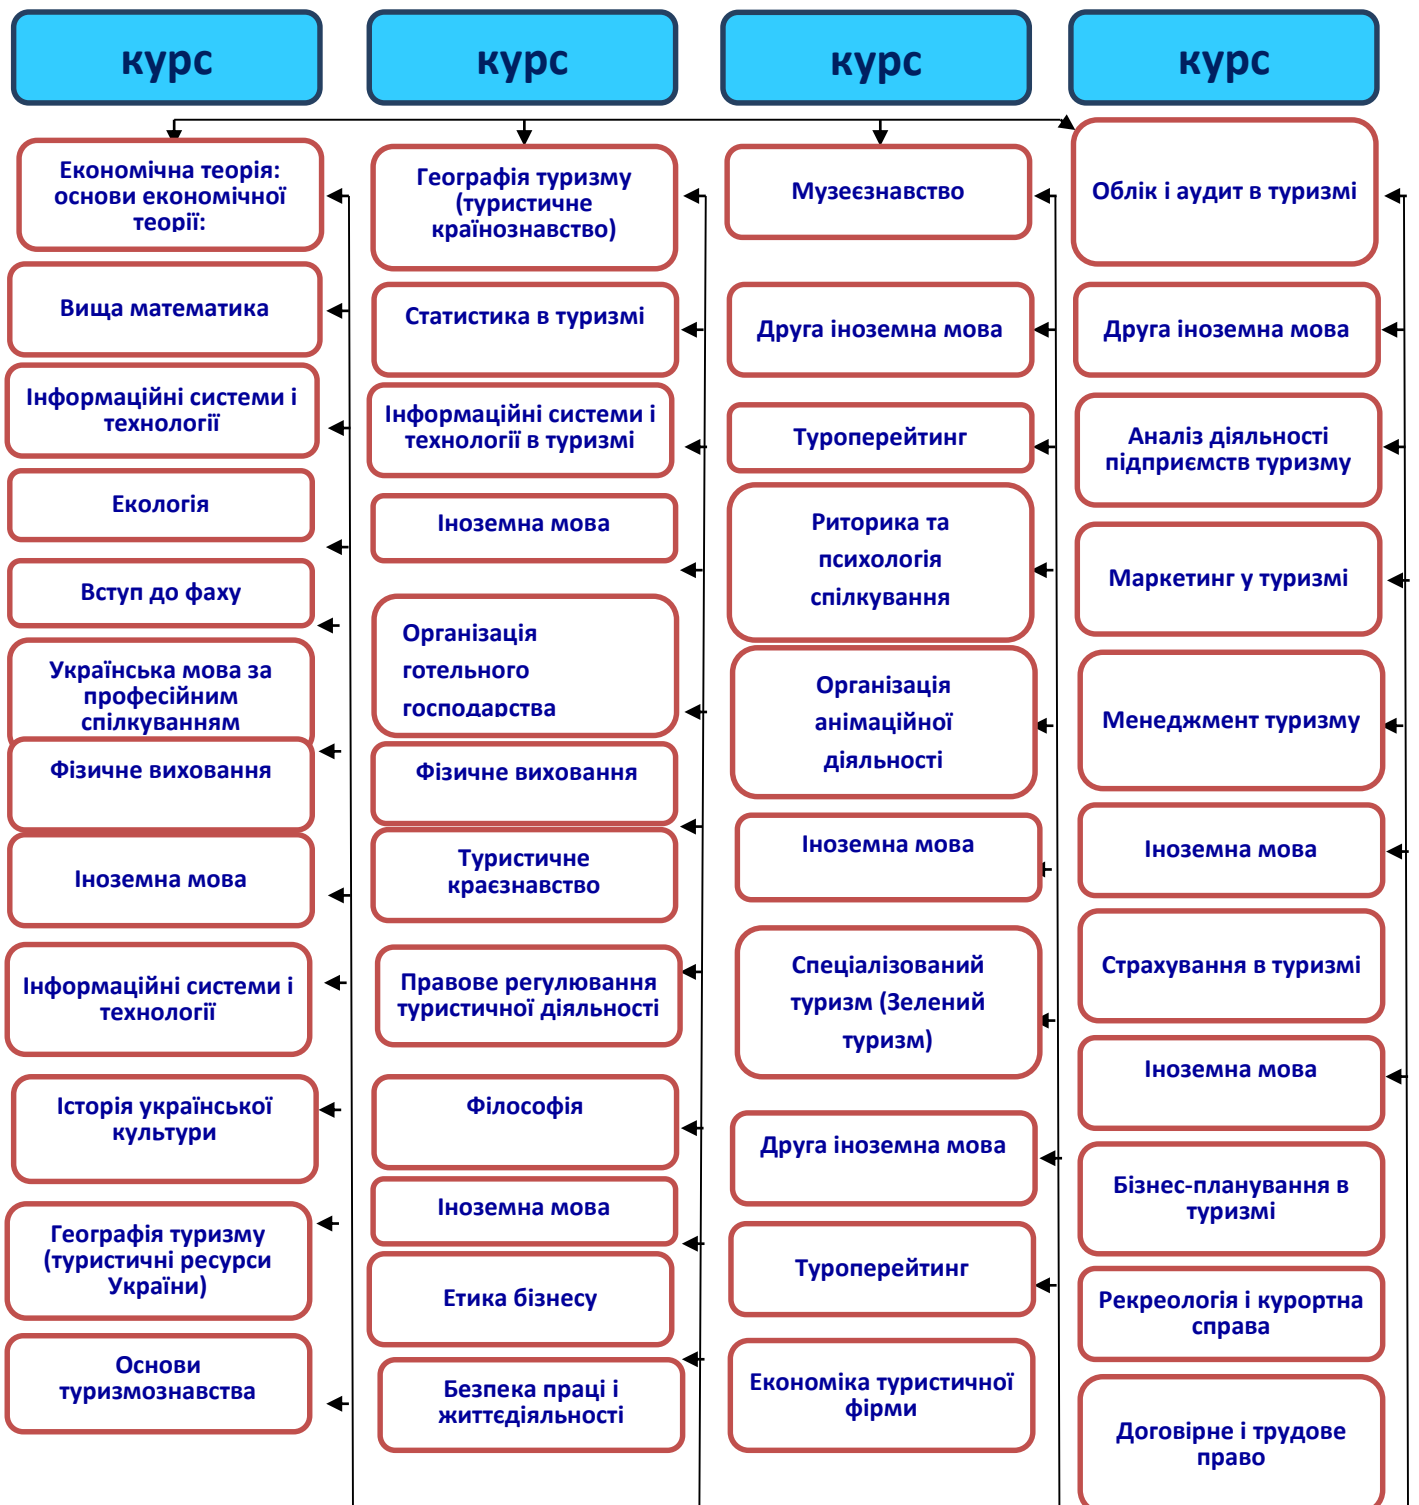 курс
курс
курс
курс
Економічна теорія:
основи економічної
теорії:
Вища математика
Інформаційні системи і
технології
Екологія
Вступ до фаху
Українська мова за
професійним
спілкуванням
Фізичне виховання
Іноземна мова
Інформаційні системи і
технології
Історія української
культури
Географія туризму
(туристичні ресурси
України)
Основи
туризмознавства
Географія туризму
(туристичне
країнознавство)
Статистика в туризмі
Інформаційні системи і
технології в туризмі
Іноземна мова
Організація
готельного
господарства
Фізичне виховання
Туристичне
краєзнавство
Правове регулювання
туристичної діяльності
Філософія
Іноземна мова
Етика бізнесу
Безпека праці і
життєдіяльності
Музеєзнавство
Друга іноземна мова
Туроперейтинг
Риторика та
психологія
спілкування
Організація
анімаційної
діяльності
Іноземна мова
Спеціалізований
туризм (Зелений
туризм)
Друга іноземна мова
Туроперейтинг
Економіка туристичної
фірми
Облік і аудит в туризмі
Друга іноземна мова
Аналіз діяльності
підприємств туризму
Маркетинг у туризмі
Менеджмент туризму
Іноземна мова
Страхування в туризмі
Іноземна мова
Бізнес-планування в
туризмі
Рекреологія і курортна
справа
Договірне і трудове
право